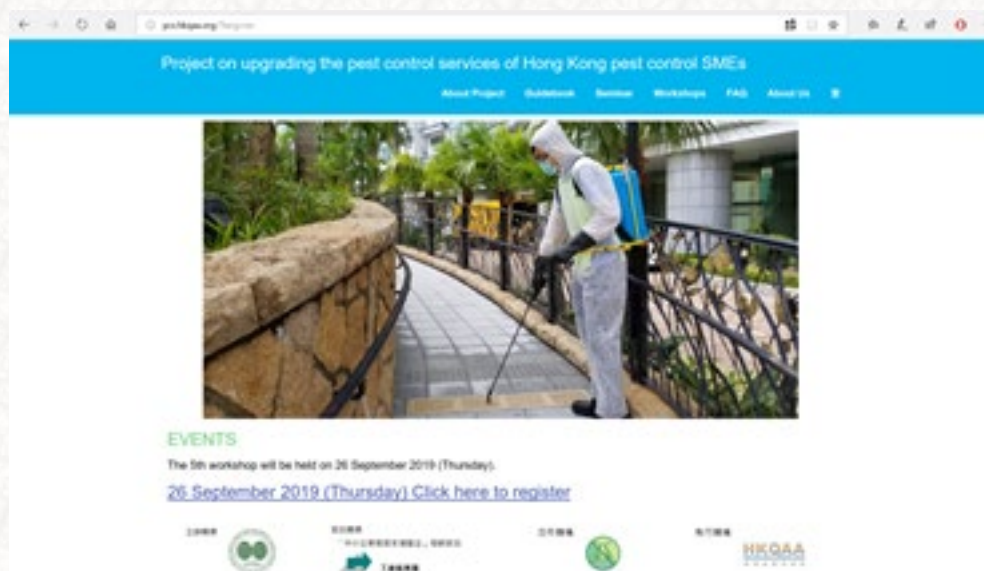 Project on upgrading the pest control services of Hong Kong pest control SMEs
About Project Guidebook Seminar Workshops FAQ About Us
EVENTS
The 5th workshop will be held on 26 September 2019 (Thursday).
26 September 2019 (Thursday) Click here to register
HKQAA